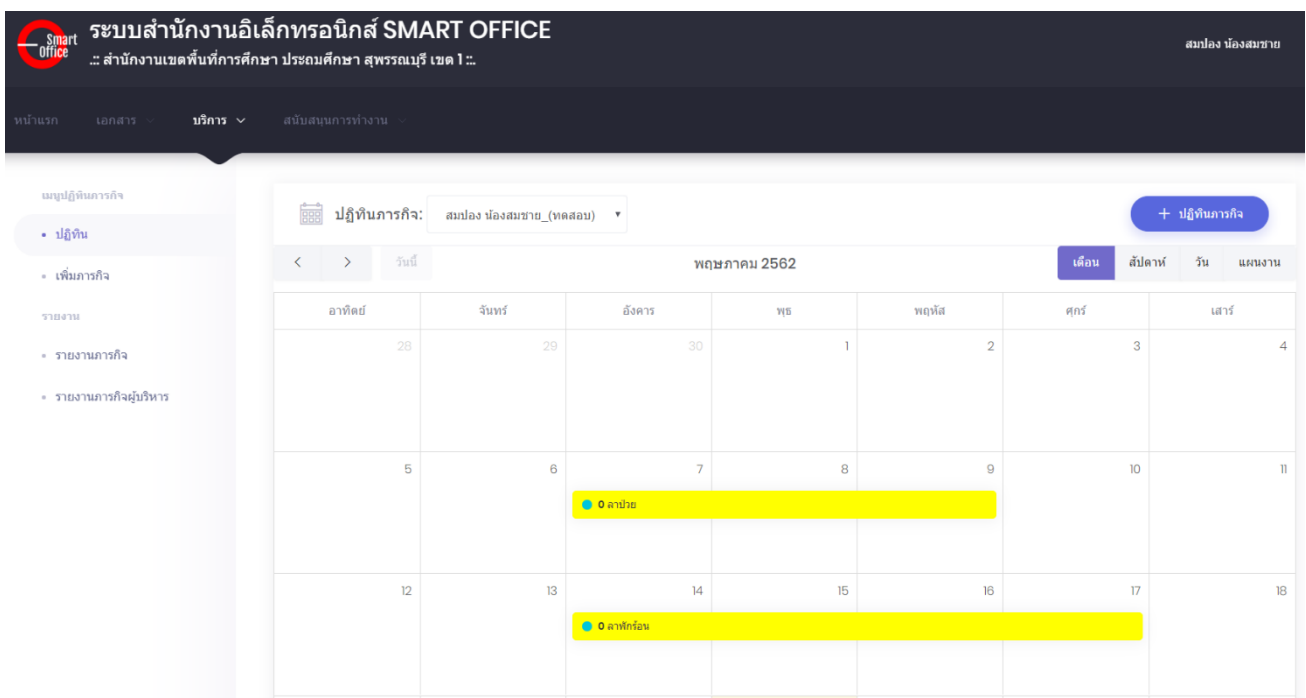 Smart Office
ระบบสำนักงานอิเล็กทรอนิกส์ SMART OFFICE
.:: สำนักงานเขตพื้นที่การศึกษา ประถมศึกษา สุพรรณบุรี เขต 1 ::.
สมปอง น้องสมชาย
หน้าแรก เอกสาร บริการ สนับสนุนการทำงาน
เมนูปฏิทินภารกิจ
ปฏิทิน
เพิ่มภารกิจ
รายงาน
รายงานภารกิจ
รายงานภารกิจผู้บริหาร
ปฏิทินภารกิจ: สมปอง น้องสมชาย_(ทดสอบ) + ปฏิทินภารกิจ
< > วันนี้ พฤษภาคม 2562 เดือน สัปดาห์ วัน แผนงาน
อาทิตย์ จันทร์ อังคาร พุธ พฤหัส ศุกร์ เสาร์
28 29 30 1 2 3 4
5 6 7 8 9 10 11
0 ลาป่วย
12 13 14 15 16 17 18
0 ลาพักร้อน